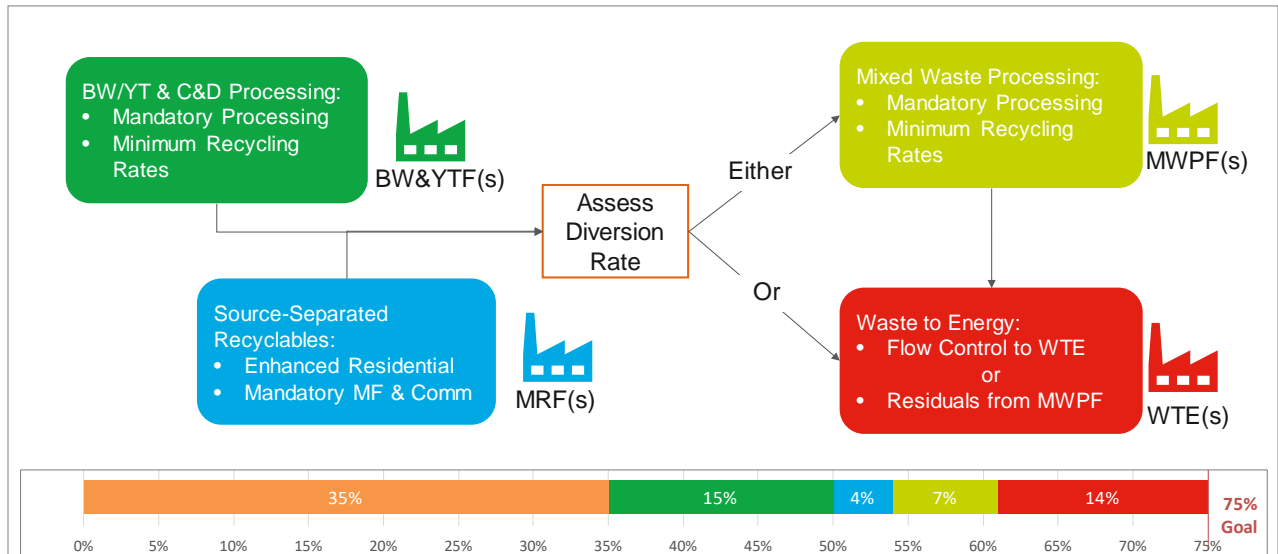 BW/YT & C&D Processing:
• Mandatory Processing
• Minimum Recycling
Rates
BW&YTF(s)
Source-Separated
Recyclables:
• Enhanced Residential
• Mandatory MF & Comm
MRF(s)
Assess
Diversion
Rate
Either
Or
Mixed Waste Processing:
• Mandatory Processing
• Minimum Recycling
Rates
MWPF(s)
Waste to Energy:
• Flow Control to WTE
or
• Residuals from MWPF
WTE(s)
35% 15% 4% 7% 14%
75%
Goal
0% 5% 10% 15% 20% 25% 30% 35% 40% 45% 50% 55% 60% 65% 70% 75%